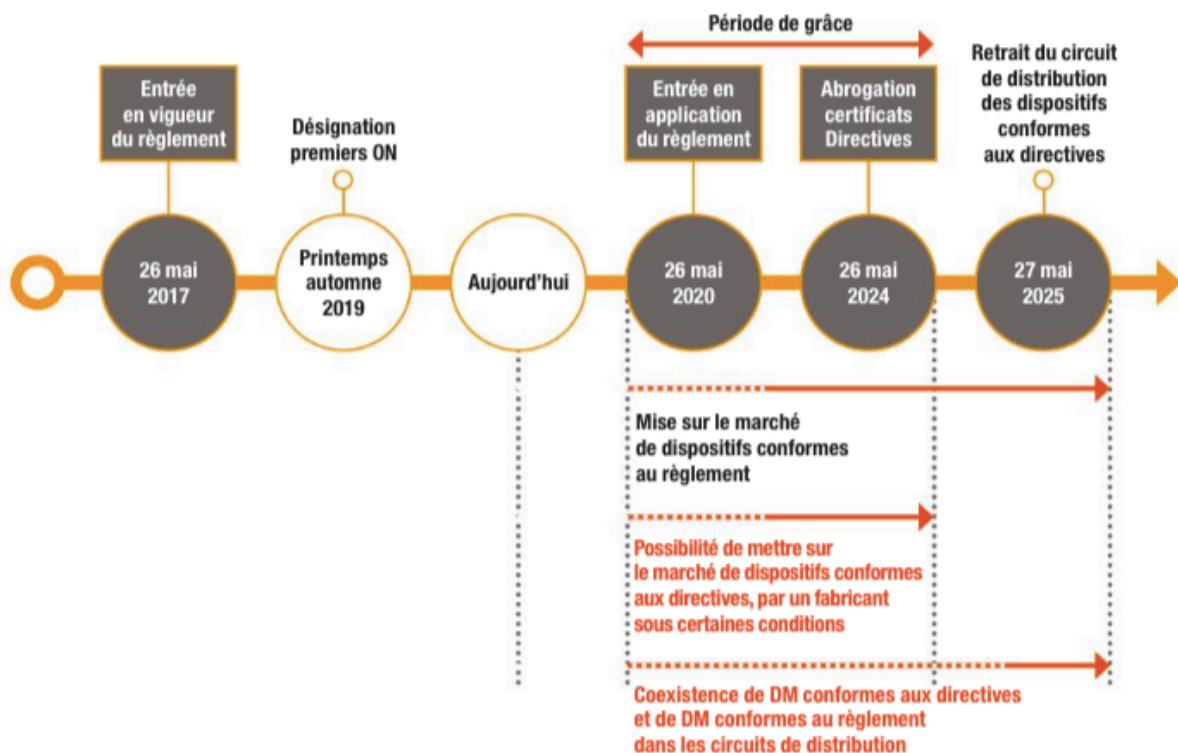 Période de grâce
Entrée
en vigueur
du règlement
Désignation
premiers ON
Entrée en
application
du règlement
Abrogation
certificats
Directives
Retrait du circuit
de distribution
des dispositifs
conformes
aux directives
26 mai
2017
Printemps
automne
2019
Aujourd'hui
26 mai
2020
26 mai
2024
27 mai
2025
Mise sur le marché
de dispositifs conformes
au règlement
Possibilité de mettre sur
le marché de dispositifs conformes
aux directives, par un fabricant
sous certaines conditions
Coexistence de DM conformes aux directives
et de DM conformes au règlement
dans les circuits de distribution